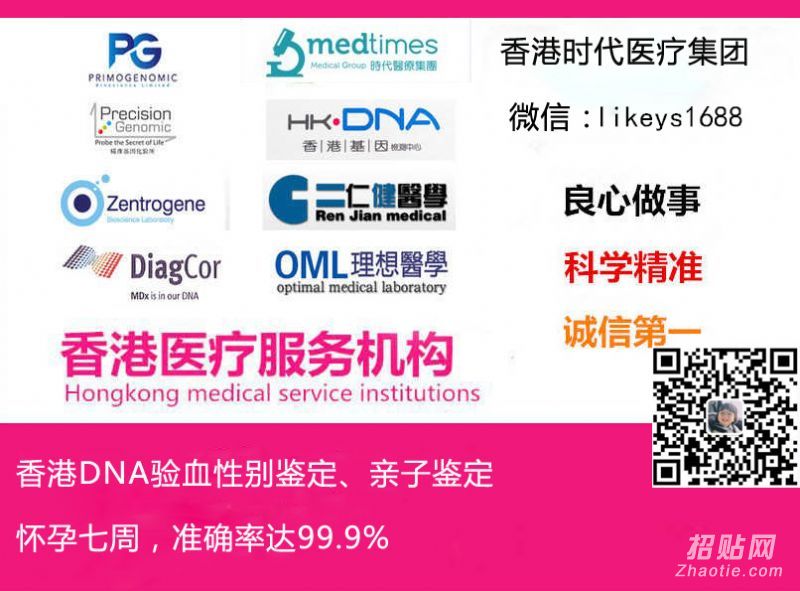 PG
PRIMOGENOMIC
Bioscience Limited
medtimes
Medical Group 時代醫療集團
香港时代医疗集团
微信：likeys1688
Precision
Genomic
Probe the Secret of Life
HK·DNA
香|港|基|因 檢測中心
Zentrogene
Bioscience Laboratory
仁健醫學
Ren Jian medical
良心做事
DiagCor
MDx is in our DNA
OML理想醫學
optimal medical laboratory
科学精准
诚信第一
香港医疗服务机构
Hongkong medical service institutions
香港DNA验血性别鉴定、亲子鉴定
怀孕七周，准确率达99.9%
招贴网
Zhaotie.com